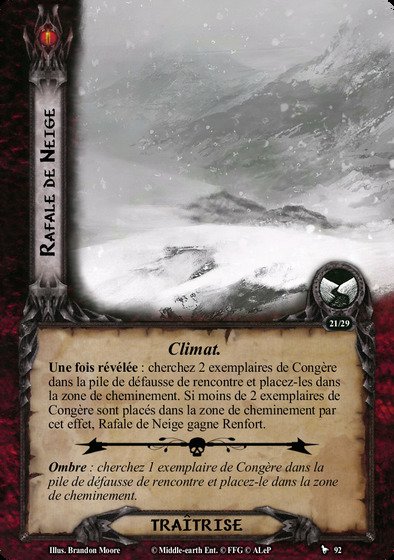 RAFALE DE NEIGE
21/29
Climat.
Une fois révélée : cherchez 2 exemplaires de Congère
dans la pile de défausse de rencontre et placez-les dans
la zone de cheminement. Si moins de 2 exemplaires de
Congère sont placés dans la zone de cheminement par
cet effet, Rafale de Neige gagne Renfort.
Ombre : cherchez 1 exemplaire de Congère dans la
pile de défausse de rencontre et placez-le dans la zone
de cheminement.
TRAÎTRISE
Illus. Brandon Moore © Middle-earth Ent. © FFG © ALeP 92